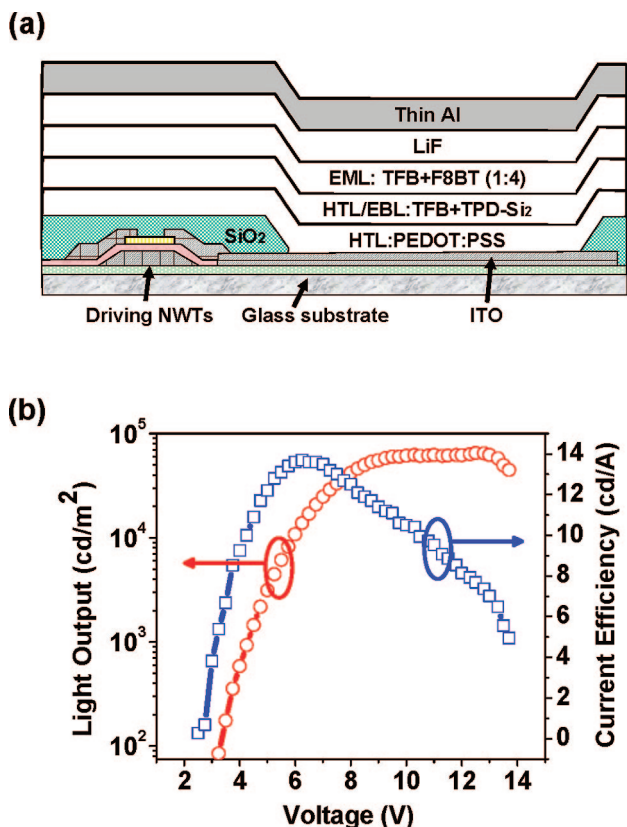 (a)
Thin Al
LiF
EML: TFB+F8BT (1:4)
HTL/EBL:TFB+TPD-Si2
SiO2
HTL:PEDOT:PSS
Driving NWTs
Glass substrate
ITO
(b)
Light Output (cd/m2)
10^5
10^4
10^3
10^2
14
12
10
8
6
4
2
0
Current Efficiency (cd/A)
2 4 6 8 10 12 14
Voltage (V)